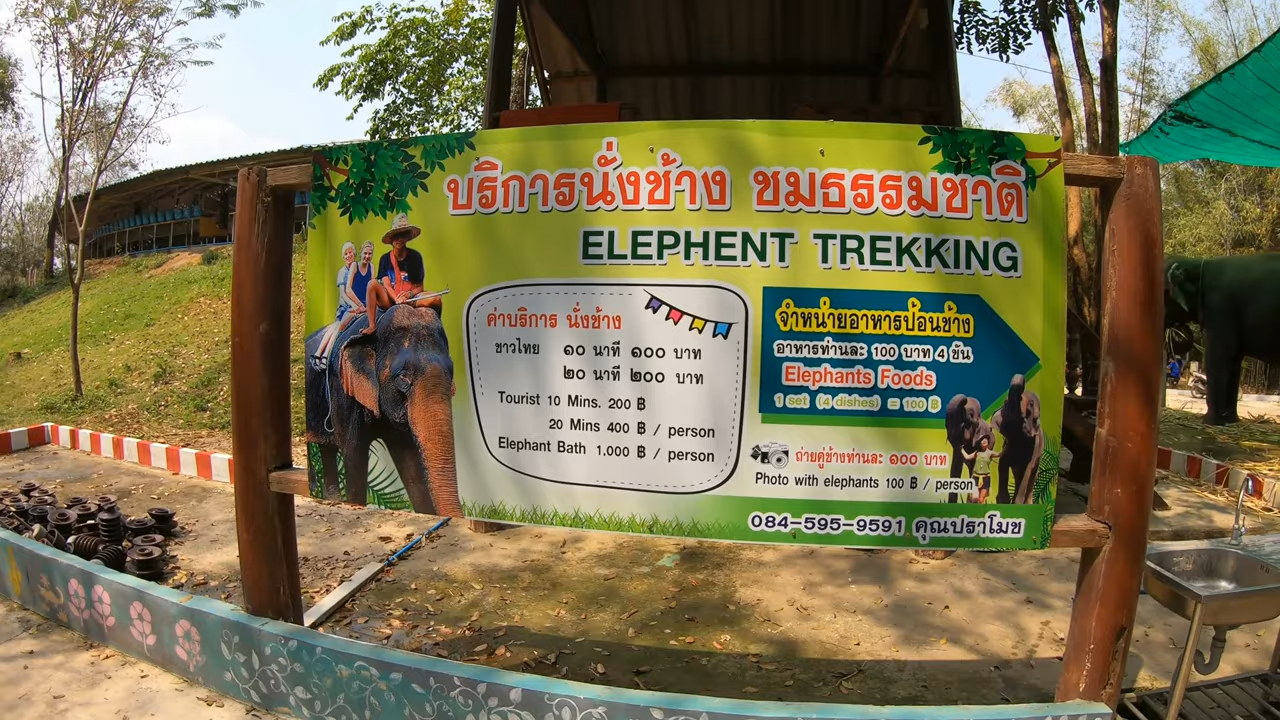 บริการนั่งช้าง ชมธรรมชาติ
ELEPHENT TREKKING
ค่าบริการ นั่งช้าง
ชาวไทย ๑๐ นาที ๑๐๐ บาท
๒๐ นาที ๒๐๐ บาท
Tourist 10 Mins. 200 ฿
20 Mins 400 ฿ / person
Elephant Bath 1,000 ฿ / person
จำหน่ายอาหารป้อนช้าง
อาหารท่านละ 100 บาท 4 ขัน
Elephants Foods
1 set (4 dishes) = 100 ฿
ถ่ายคู่ช้างท่านละ ๑๐๐ บาท
Photo with elephants 100 ฿ / person
084-595-9591 คุณปราโมช